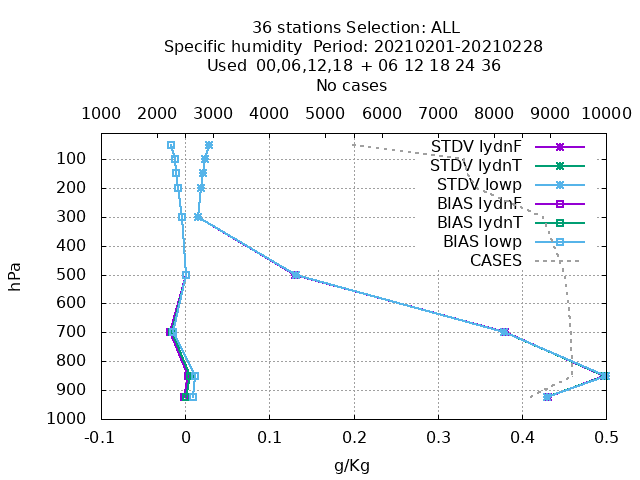 36 stations Selection: ALL
Specific humidity  Period: 20210201-20210228
Used  00,06,12,18  + 06 12 18 24 36
No cases
1000 2000 3000 4000 5000 6000 7000 8000 9000 10000
STDV lydnF
STDV lydnT
STDV lowp
BIAS lydnF
BIAS lydnT
BIAS lowp
CASES
hPa
100
200
300
400
500
600
700
800
900
1000
-0.1 0 0.1 0.2 0.3 0.4 0.5
g/Kg